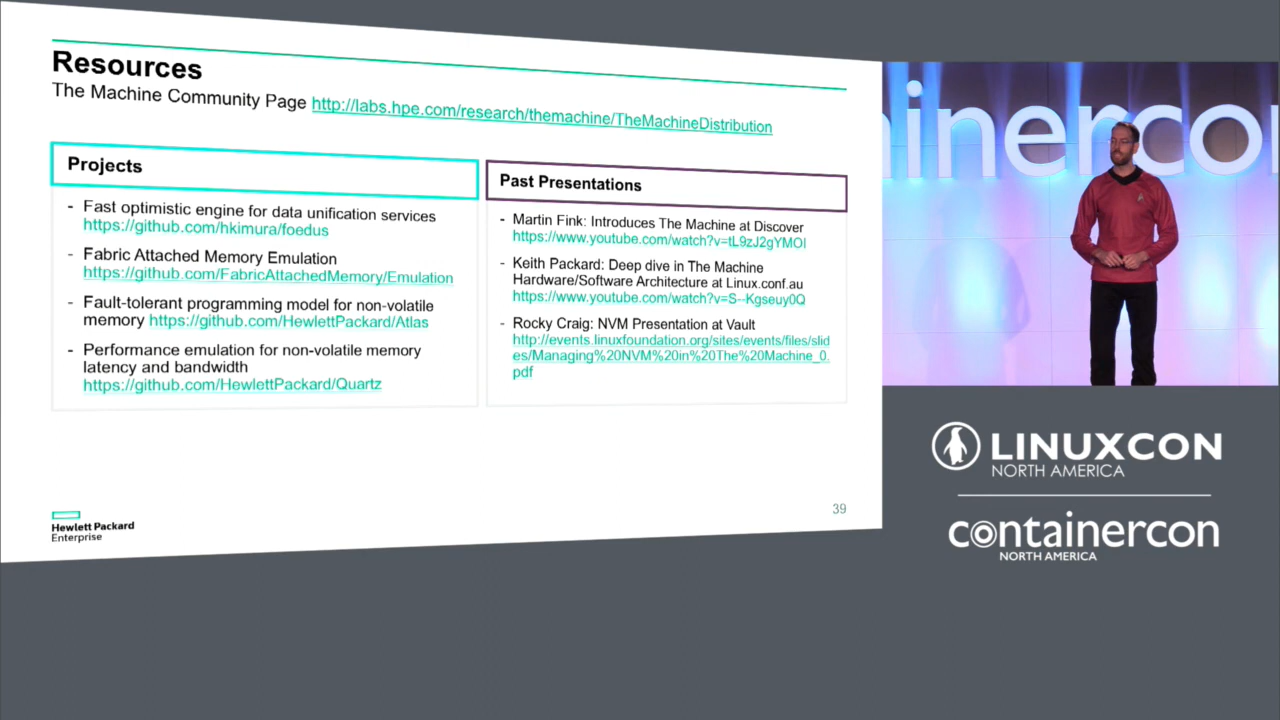 Resources
The Machine Community Page http://labs.hpe.com/research/themachine/TheMachineDistribution
Projects
- Fast optimistic engine for data unification services
https://github.com/hkimura/foedus
- Fabric Attached Memory Emulation
https://github.com/FabricAttachedMemory/Emulation
- Fault-tolerant programming model for non-volatile
memory https://github.com/HewlettPackard/Atlas
- Performance emulation for non-volatile memory
latency and bandwidth
https://github.com/HewlettPackard/Quartz
Past Presentations
- Martin Fink: Introduces The Machine at Discover
https://www.youtube.com/watch?v=tL9zJ2gYMOI
- Keith Packard: Deep dive in The Machine
Hardware/Software Architecture at Linux.conf.au
https://www.youtube.com/watch?v=S--Kgseuy0Q
- Rocky Craig: NVM Presentation at Vault
http://events.linuxfoundation.org/sites/events/files/slid
es/Managing%20NVM%20in%20The%20Machine_0.
pdf
Hewlett Packard
Enterprise
39
inerco
LINUXCON
NORTH AMERICA
containercon
NORTH AMERICA